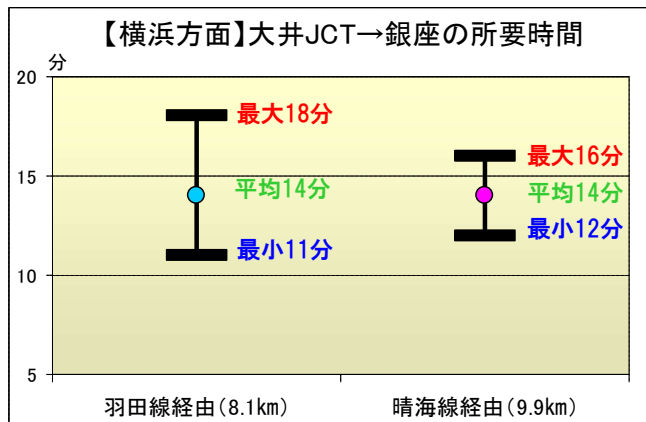 【横浜方面】大井JCT→銀座の所要時間
分
20
15
10
5
最大18分
平均14分
最小11分
最大16分
平均14分
最小12分
羽田線経由(8.1km)
晴海線経由(9.9km)